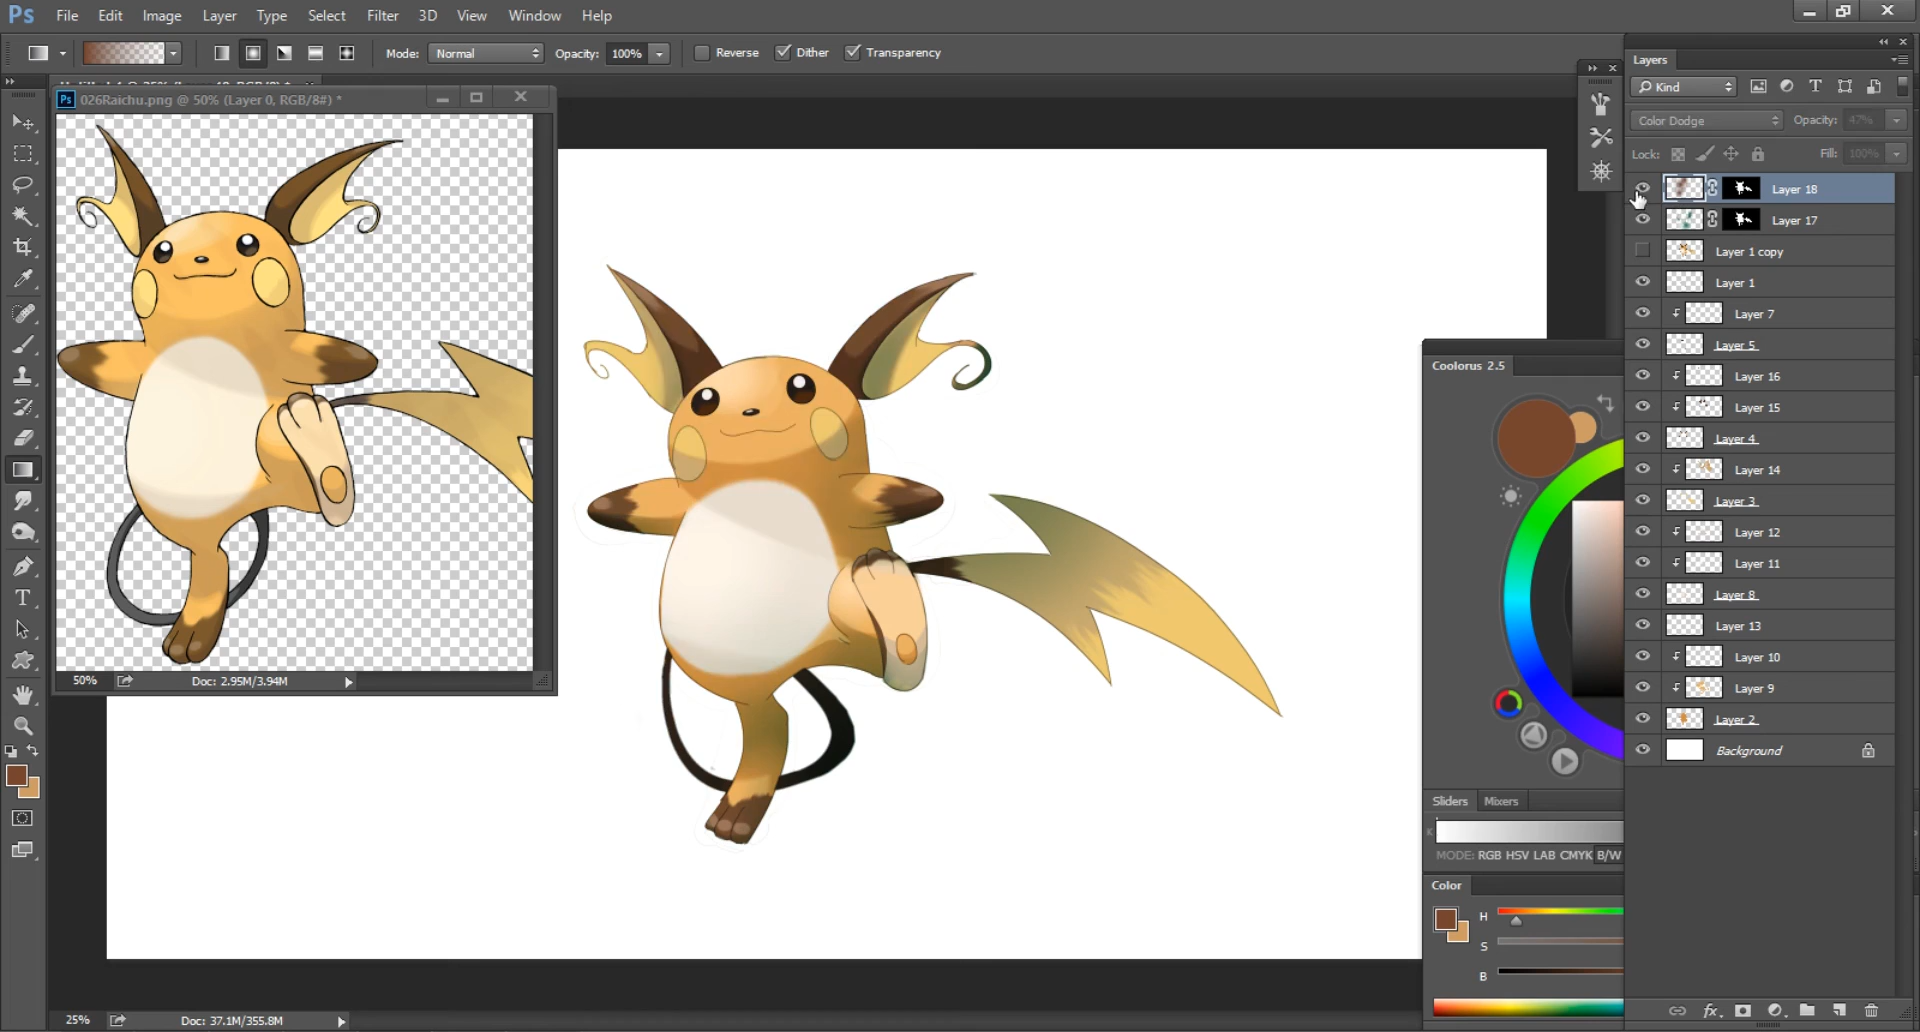 Ps File Edit Image Layer Type Select Filter 3D View Window Help
Mode: Normal Opacity: 100% Reverse Dither Transparency
Layers
Kind
Color Dodge Opacity: 47%
Lock: Fill: 100%
Ps 026Raichu.png @ 50% (Layer 0, RGB/8#) *
Layer 18
Layer 17
Layer 1 copy
Layer 1
Layer 7
Layer 5
Layer 16
Layer 15
Layer 4
Layer 14
Layer 3
Layer 12
Layer 11
Layer 8
Layer 13
Layer 10
Layer 9
Layer 2
Background
50% Doc: 2.95M/3.94M
Coolorus 2.5
Sliders Mixers
K
MODE: RGB HSV LAB CMYK B/W
Color
H
S
B
25% Doc: 37.1M/355.8M
fx